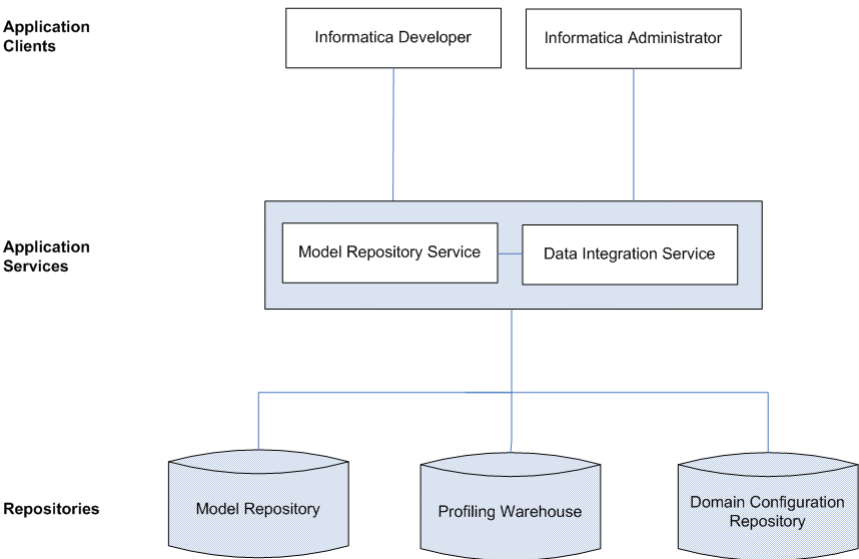 Application
Clients
Informatica Developer
Informatica Administrator
Application
Services
Model Repository Service
Data Integration Service
Repositories
Model Repository
Profiling Warehouse
Domain Configuration
Repository